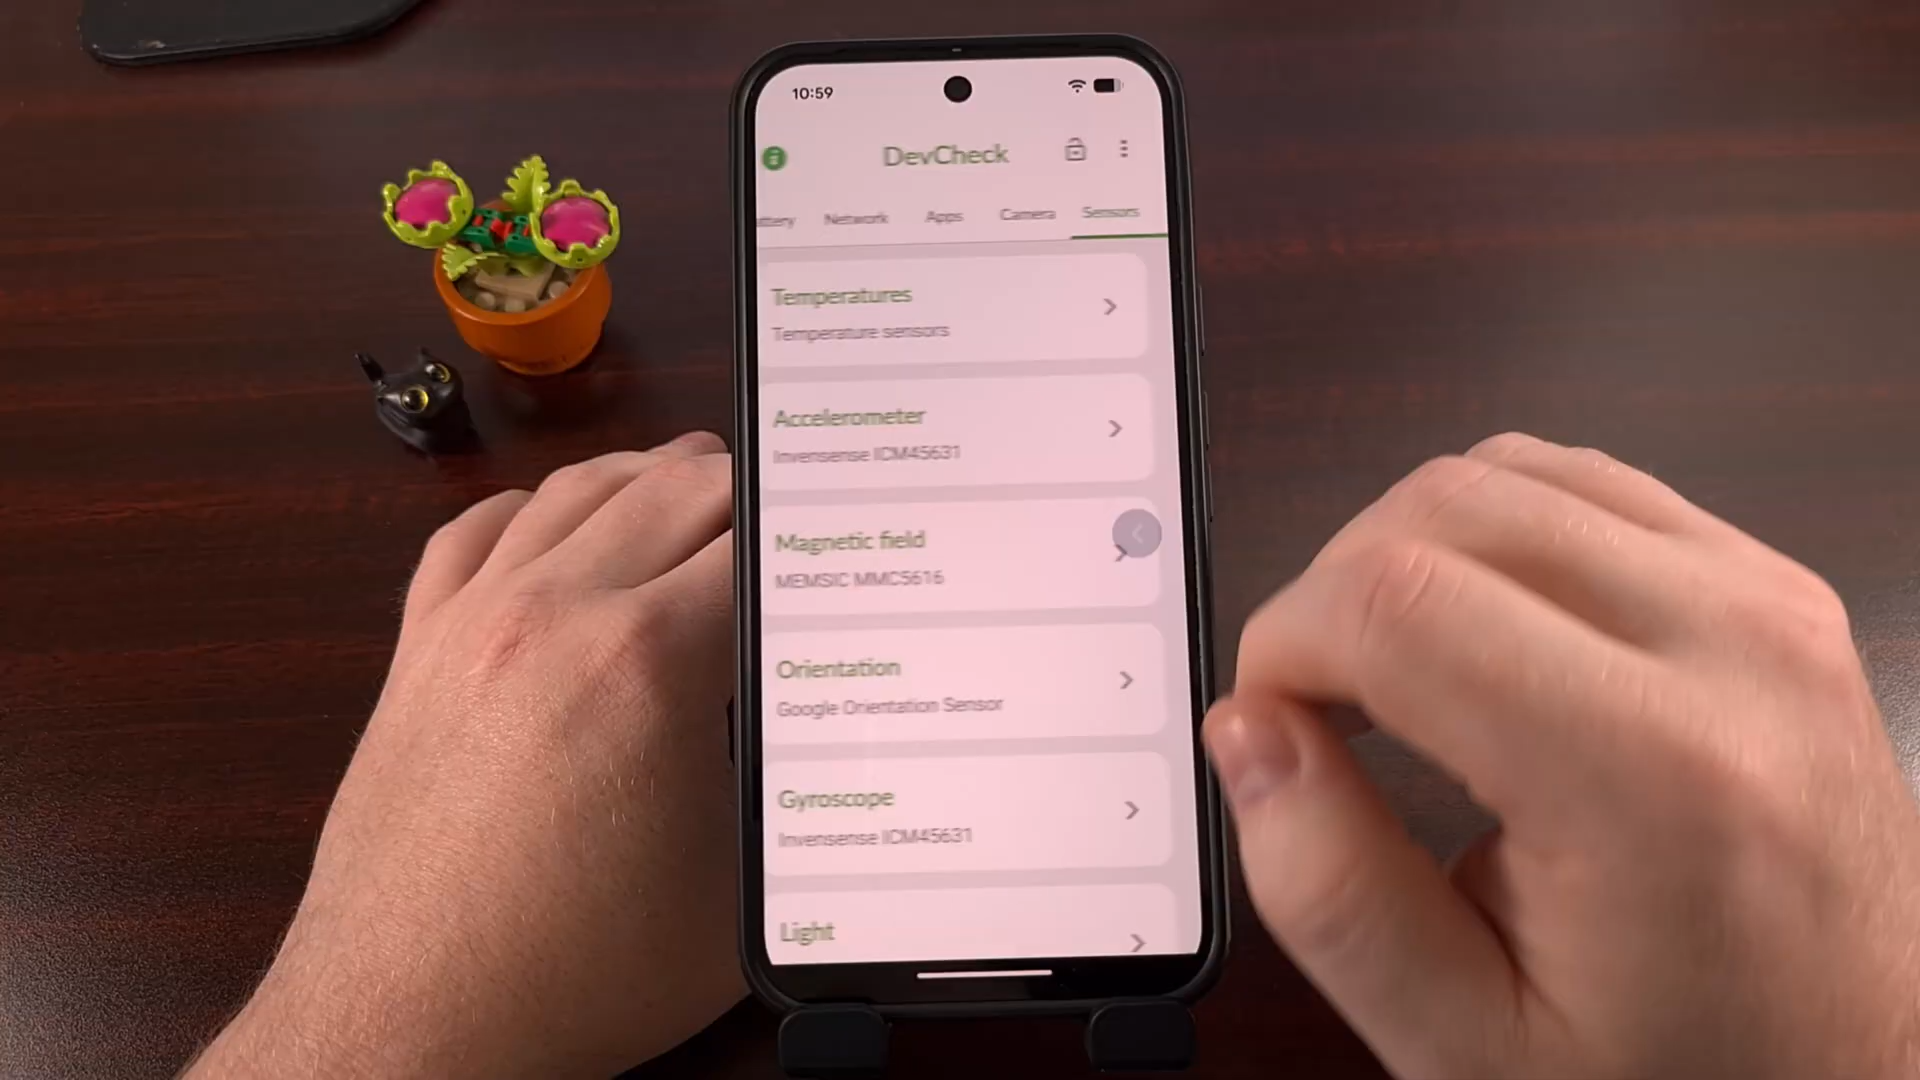 10:59
DevCheck
ttery Network Apps Camera Sensors
Temperatures
Temperature sensors
Accelerometer
Invensense ICM45631
Magnetic field
MEMSIC MMC5616
Orientation
Google Orientation Sensor
Gyroscope
Invensense ICM45631
Light